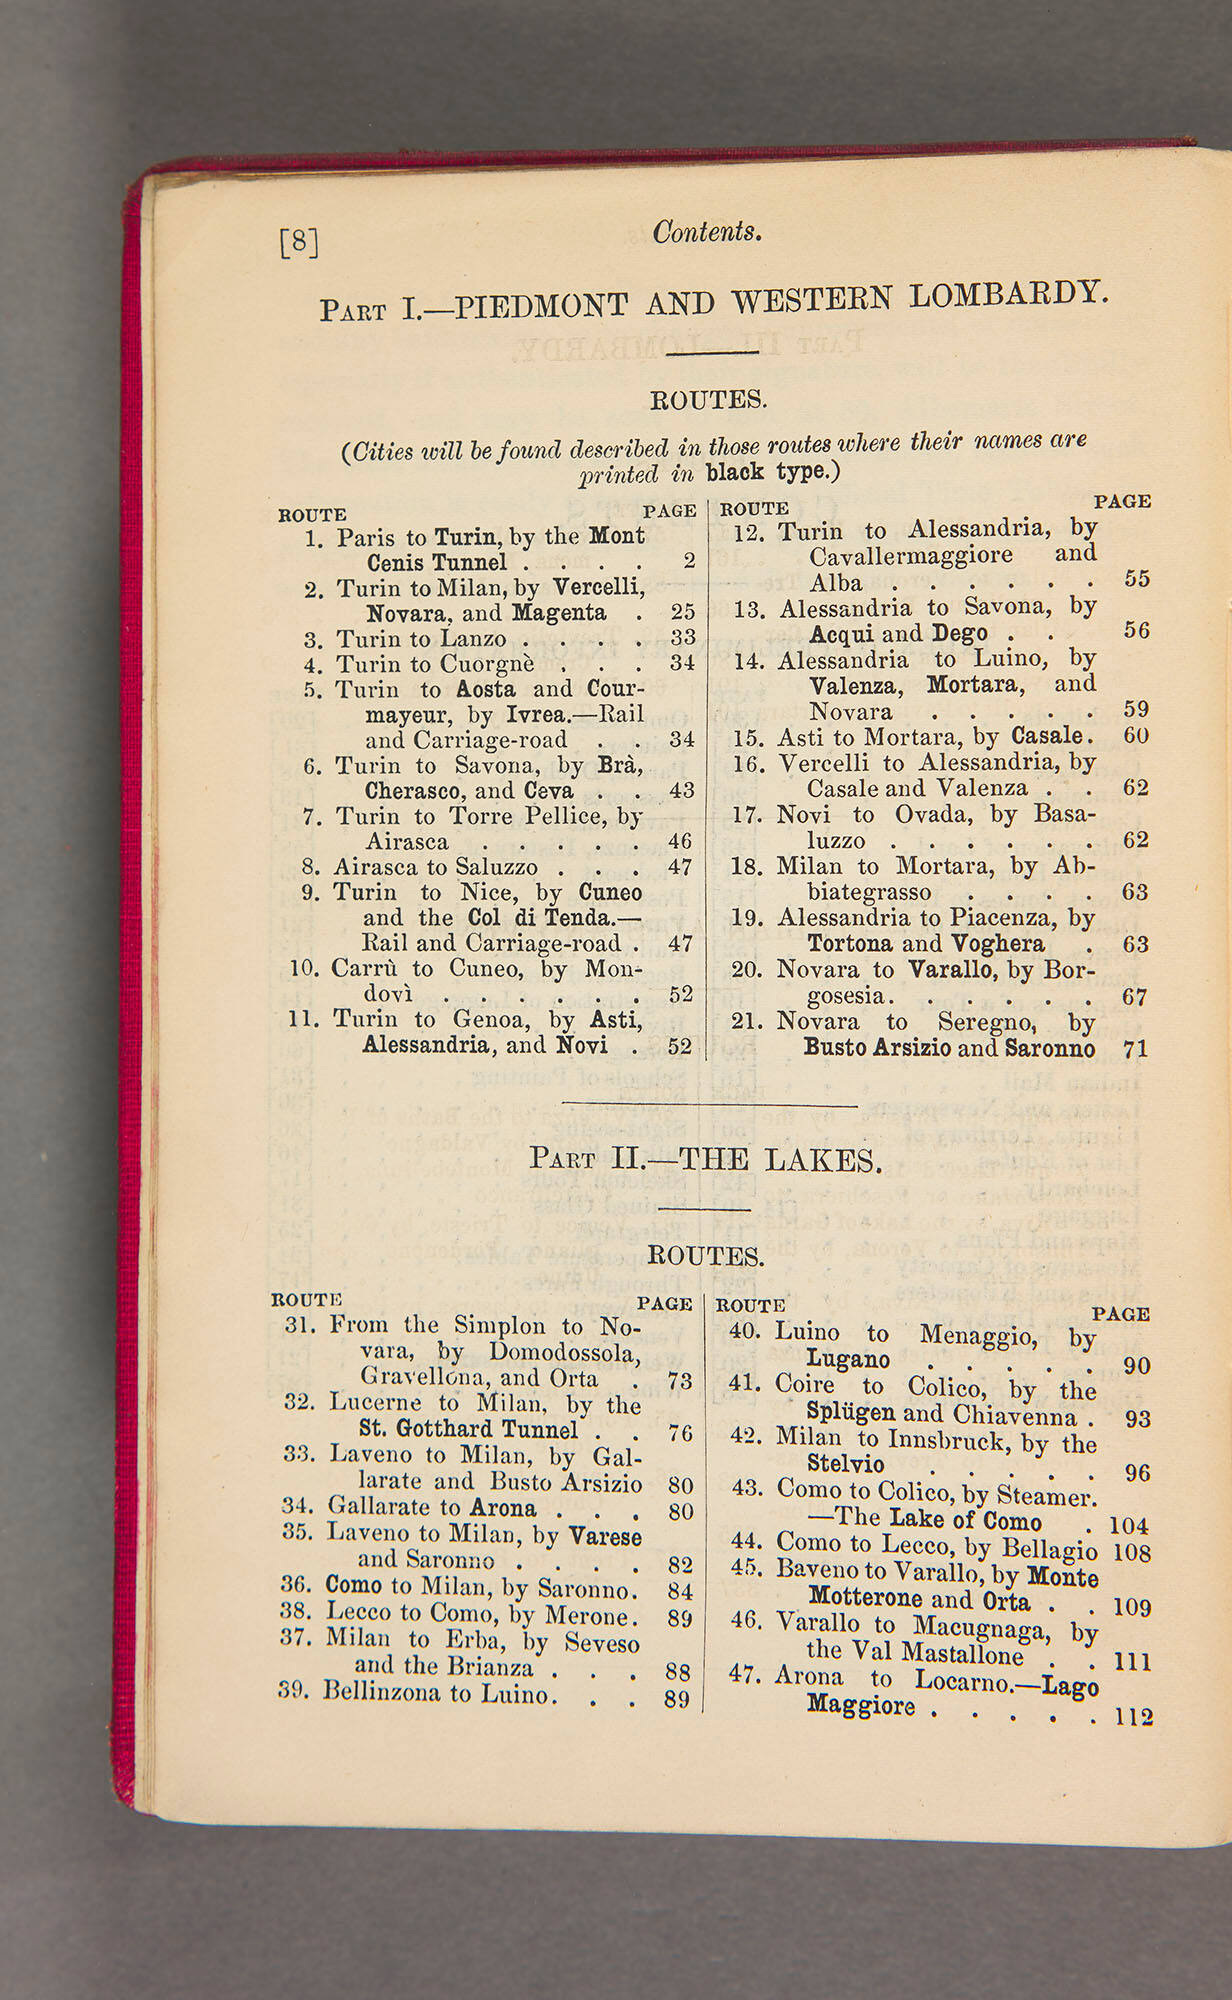 [8]
Contents.
PART I.—PIEDMONT AND WESTERN LOMBARDY.
ROUTES.
(Cities will be found described in those routes where their names are
printed in black type.)
ROUTE PAGE
1. Paris to Turin, by the Mont
Cenis Tunnel . . . . 2
2. Turin to Milan, by Vercelli,
Novara, and Magenta . 25
3. Turin to Lanzo . . . . 33
4. Turin to Cuorgnè . . . 34
5. Turin to Aosta and Cour-
mayeur, by Ivrea.—Rail
and Carriage-road . . 34
6. Turin to Savona, by Brà,
Cherasco, and Ceva . . 43
7. Turin to Torre Pellice, by
Airasca . . . . . 46
8. Airasca to Saluzzo . . . 47
9. Turin to Nice, by Cuneo
and the Col di Tenda.—
Rail and Carriage-road . 47
10. Carrù to Cuneo, by Mon-
dovì . . . . . . 52
11. Turin to Genoa, by Asti,
Alessandria, and Novi . 52
ROUTE PAGE
12. Turin to Alessandria, by
Cavallermaggiore and
Alba . . . . . . 55
13. Alessandria to Savona, by
Acqui and Dego . . 56
14. Alessandria to Luino, by
Valenza, Mortara, and
Novara . . . . . 59
15. Asti to Mortara, by Casale. 60
16. Vercelli to Alessandria, by
Casale and Valenza . . 62
17. Novi to Ovada, by Basa-
luzzo . . . . . . 62
18. Milan to Mortara, by Ab-
biategrasso . . . . 63
19. Alessandria to Piacenza, by
Tortona and Voghera . 63
20. Novara to Varallo, by Bor-
gosesia. . . . . . 67
21. Novara to Seregno, by
Busto Arsizio and Saronno 71
PART II.—THE LAKES.
ROUTES.
ROUTE PAGE
31. From the Simplon to No-
vara, by Domodossola,
Gravellona, and Orta . 73
32. Lucerne to Milan, by the
St. Gotthard Tunnel . . 76
33. Laveno to Milan, by Gal-
larate and Busto Arsizio 80
34. Gallarate to Arona . . . 80
35. Laveno to Milan, by Varese
and Saronno . . . . 82
36. Como to Milan, by Saronno. 84
38. Lecco to Como, by Merone. 89
37. Milan to Erba, by Seveso
and the Brianza . . . 88
39. Bellinzona to Luino. . . 89
ROUTE PAGE
40. Luino to Menaggio, by
Lugano . . . . . 90
41. Coire to Colico, by the
Splügen and Chiavenna . 93
42. Milan to Innsbruck, by the
Stelvio . . . . . 96
43. Como to Colico, by Steamer.
—The Lake of Como . 104
44. Como to Lecco, by Bellagio 108
45. Baveno to Varallo, by Monte
Motterone and Orta . . 109
46. Varallo to Macugnaga, by
the Val Mastallone . . 111
47. Arona to Locarno.—Lago
Maggiore . . . . . 112